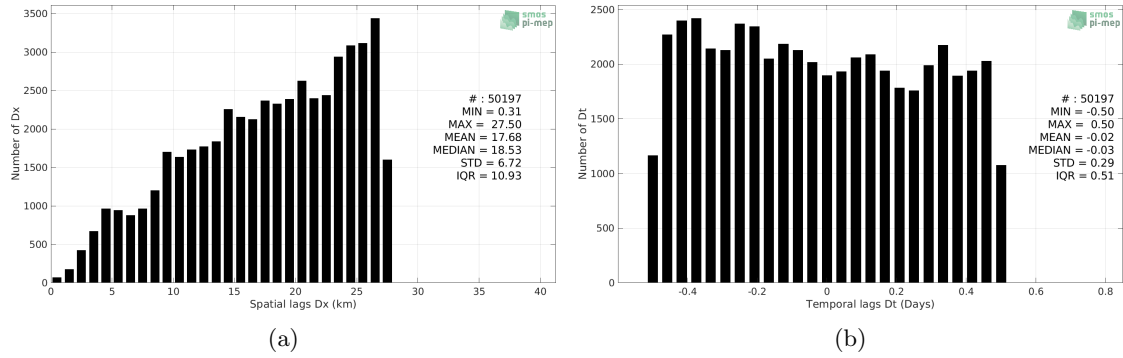 3500
3000
2500
2000
1500
1000
500
0
Number of Dx
smos
pi-mep
# : 50197
MIN = 0.31
MAX = 27.50
MEAN = 17.68
MEDIAN = 18.53
STD = 6.72
IQR = 10.93
0 5 10 15 20 25 30 35 40
Spatial lags Dx (km)
(a)
2500
2000
1500
1000
500
0
Number of Dt
smos
pi-mep
# : 50197
MIN = -0.50
MAX = 0.50
MEAN = -0.02
MEDIAN = -0.03
STD = 0.29
IQR = 0.51
-0.4 -0.2 0 0.2 0.4 0.6 0.8
Temporal lags Dt (Days)
(b)